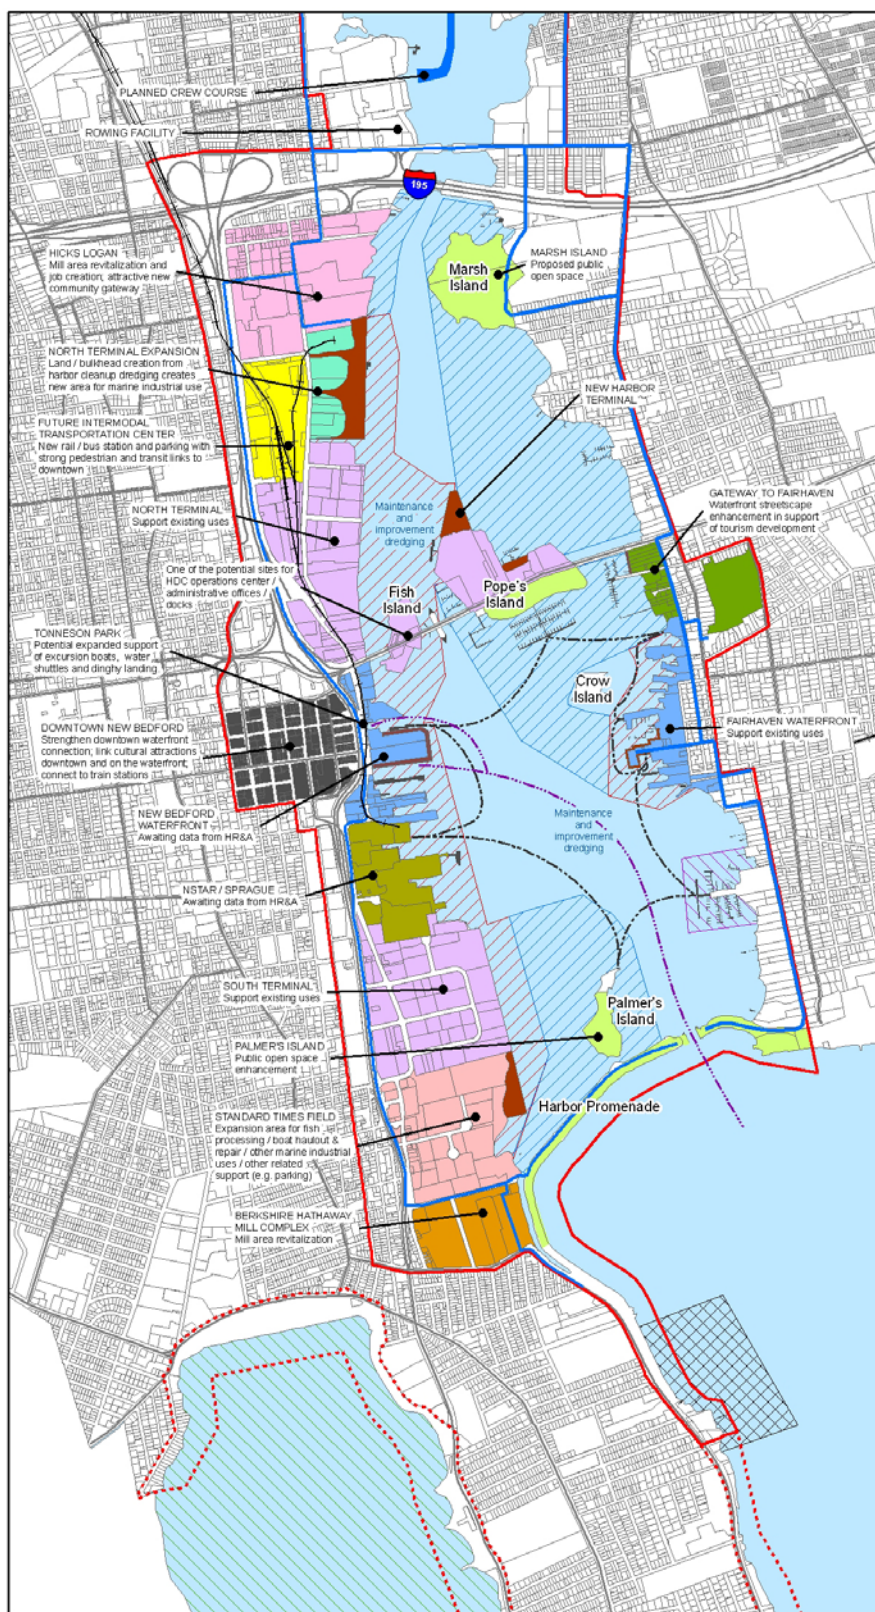 PLANNED CREW COURSE
ROWING FACILITY
195
HICKS LOGAN
Mill area revitalization and
job creation; attractive new
community gateway
Marsh
Island
MARSH ISLAND
Proposed public
open space
NORTH TERMINAL EXPANSION
Land / bulkhead creation from
harbor cleanup dredging creates
new area for marine industrial use
NEW HARBOR
TERMINAL
FUTURE INTERMODAL
TRANSPORTATION CENTER
New rail / bus station and parking with
strong pedestrian and transit links to
downtown
GATEWAY TO FAIRHAVEN
Waterfront streetscape
enhancement in support
of tourism development
NORTH TERMINAL
Support existing uses
Maintenance
and
improvement
dredging
One of the potential sites for
HDC operations center /
administrative offices /
docks
Fish
Island
Pope's
Island
TONNESON PARK
Potential expanded support
of excursion boats, water
shuttles and dinghy landing
Crow
Island
DOWNTOWN NEW BEDFORD
Strengthen downtown waterfront
connection; link cultural attractions
downtown and on the waterfront;
connect to train stations
FAIRHAVEN WATERFRONT
Support existing uses
NEW BEDFORD
WATERFRONT
Awaiting data from HR&A
Maintenance
and
improvement
dredging
NSTAR / SPRAGUE
Awaiting data from HR&A
SOUTH TERMINAL
Support existing uses
Palmer's
Island
PALMER'S ISLAND
Public open space
enhancement
Harbor Promenade
STANDARD TIMES FIELD
Expansion area for fish
processing / boat haulout &
repair / other marine industrial
uses / other related
support (e.g. parking)
BERKSHIRE HATHAWAY
MILL COMPLEX
Mill area revitalization